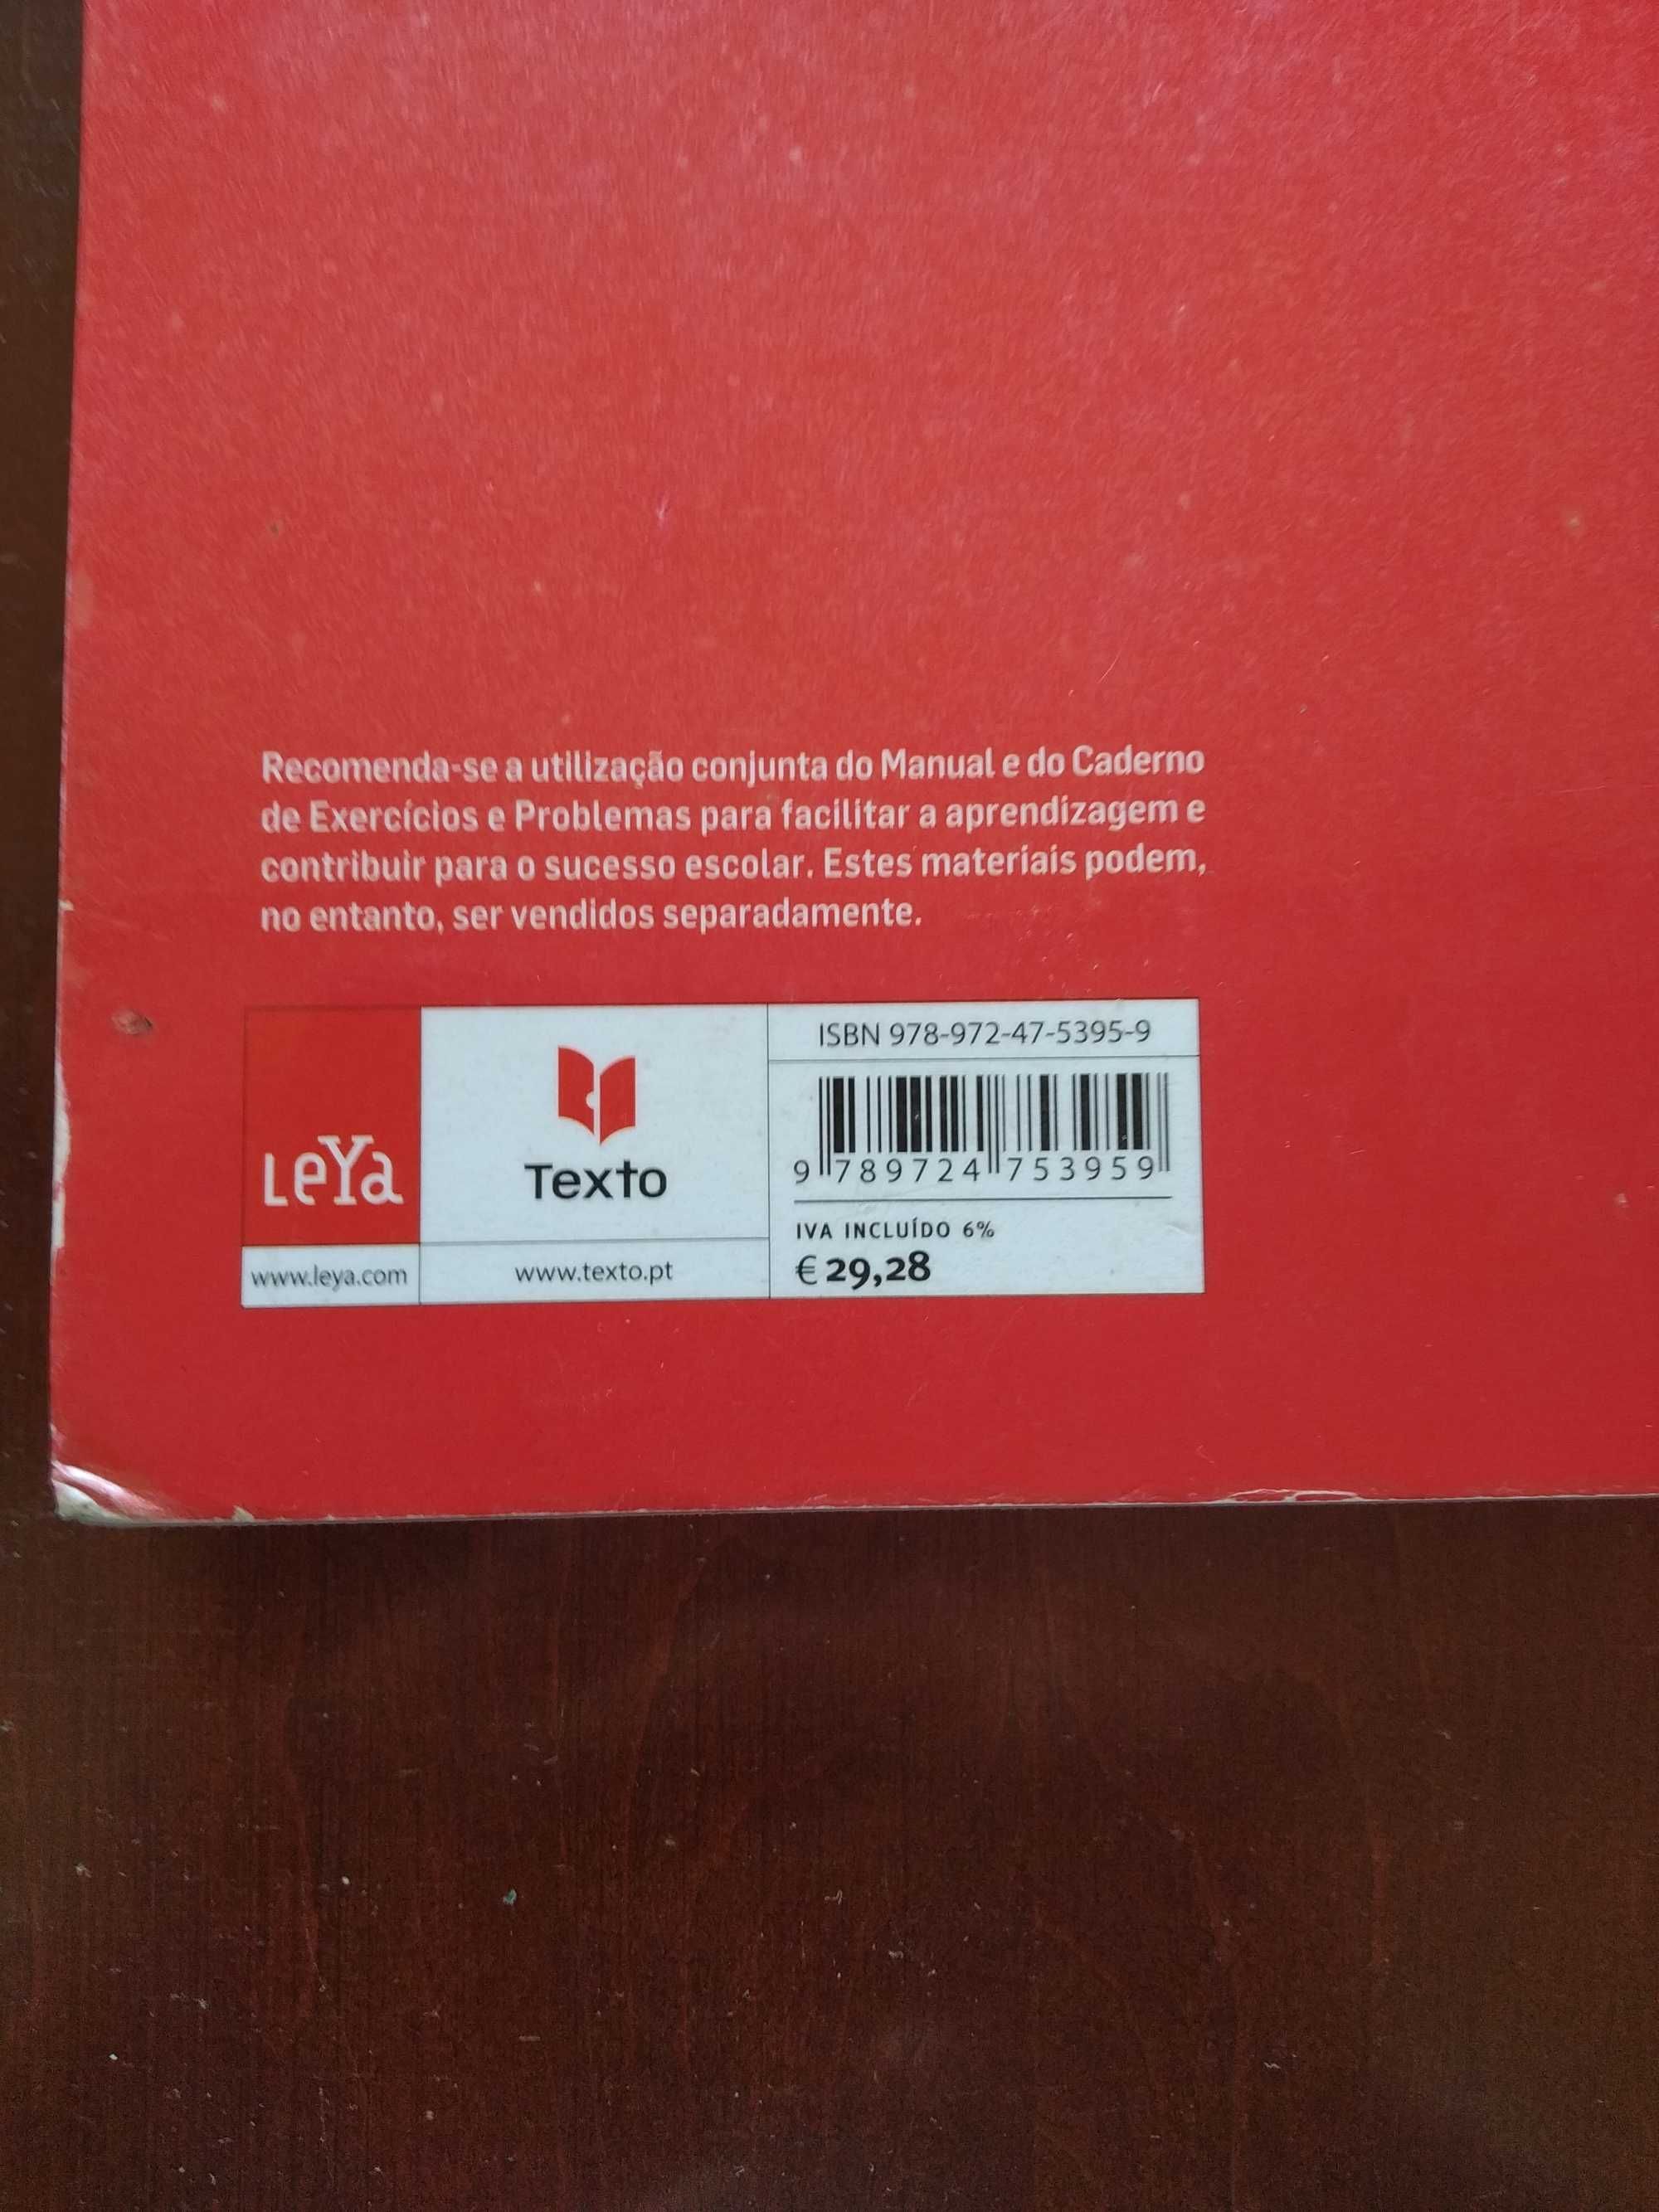 Recomenda-se a utilização conjunta do Manual e do Caderno
de Exercícios e Problemas para facilitar a aprendizagem e
contribuir para o sucesso escolar. Estes materiais podem,
no entanto, ser vendidos separadamente.
LeYa
www.leya.com
Texto
www.texto.pt
ISBN 978-972-47-5395-9
9 789724 753959
IVA INCLUÍDO 6%
€ 29,28